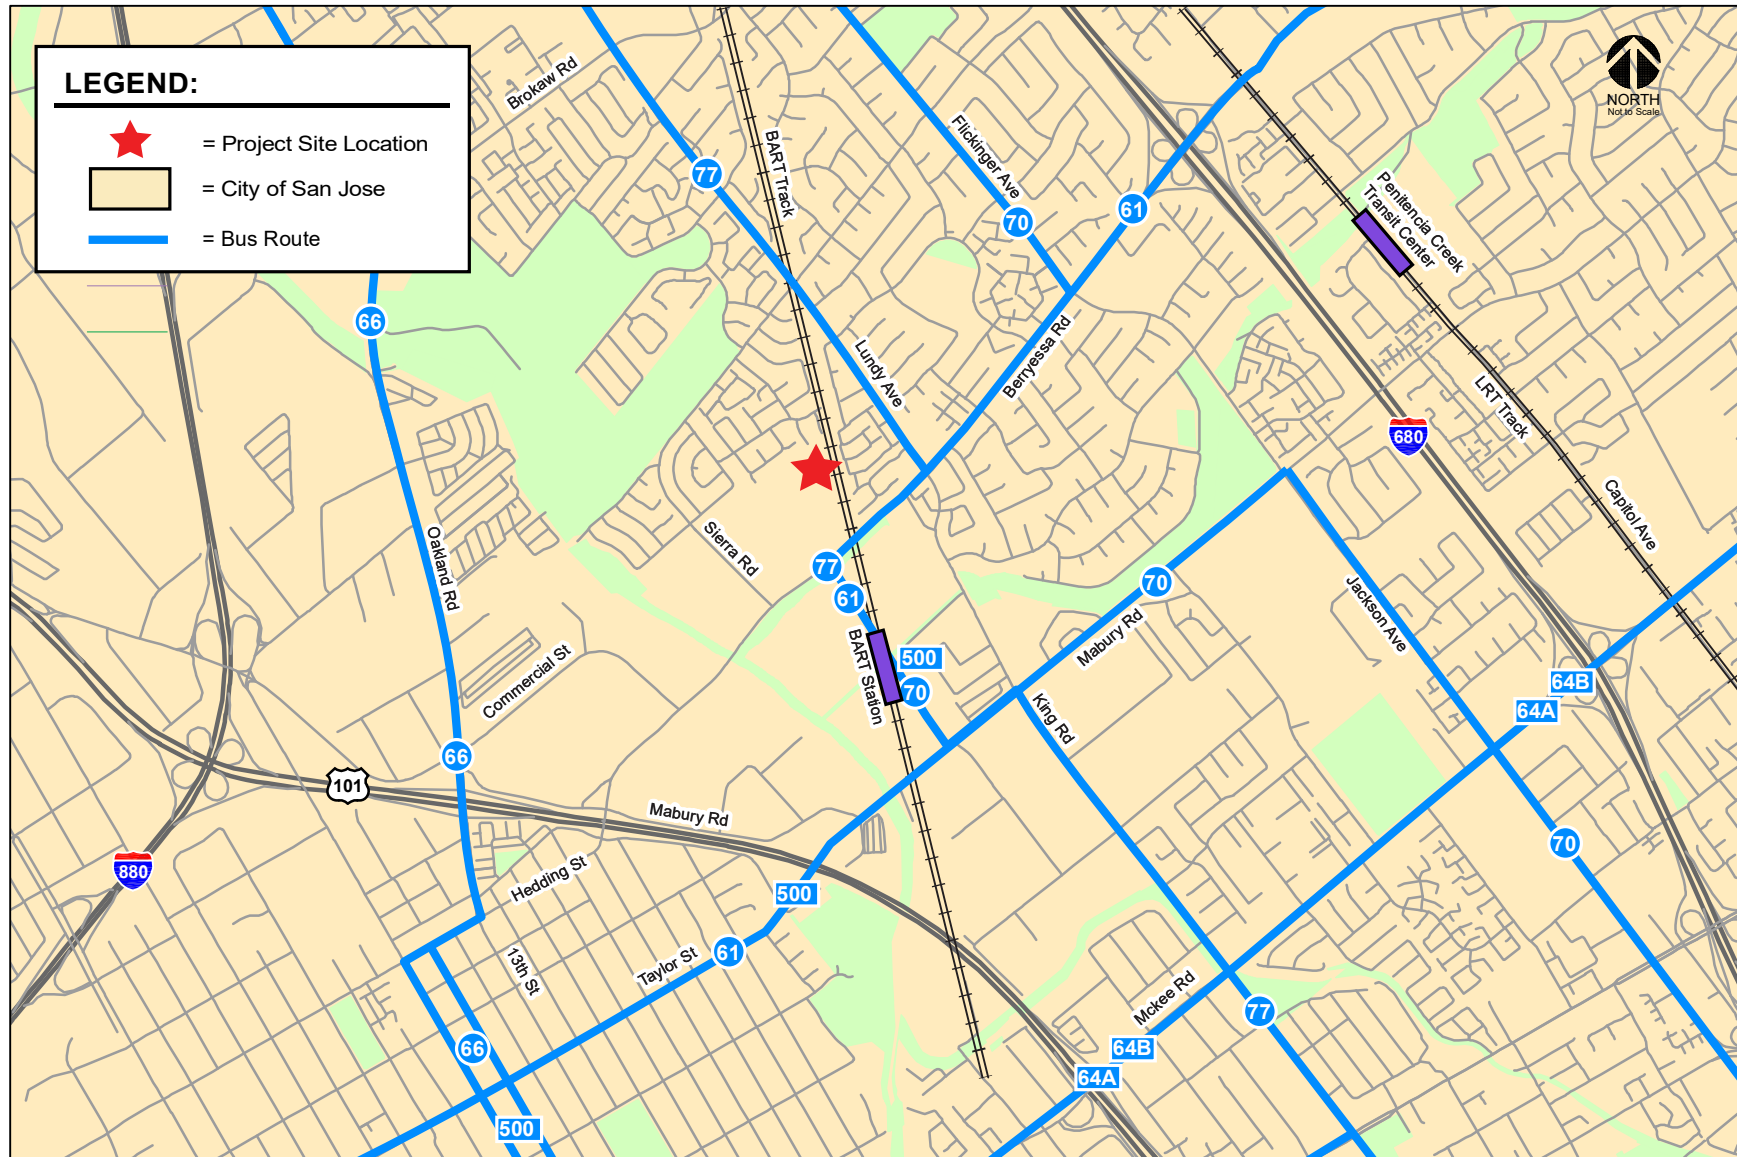 LEGEND:
= Project Site Location
= City of San Jose
= Bus Route
NORTH
Not to Scale
Brokaw Rd
BART Track
Flickinger Ave
77
70
61
Penitencia Creek
Transit Center
66
Lundy Ave
Berryessa Rd
LRT Track
680
Capitol Ave
Oakland Rd
Sierra Rd
77
61
70
Jackson Ave
BART Station
500
70
Mabury Rd
Commercial St
King Rd
64B
64A
66
101
Mabury Rd
70
880
Hedding St
500
13th St
Taylor St
61
Mckee Rd
77
66
64B
64A
500